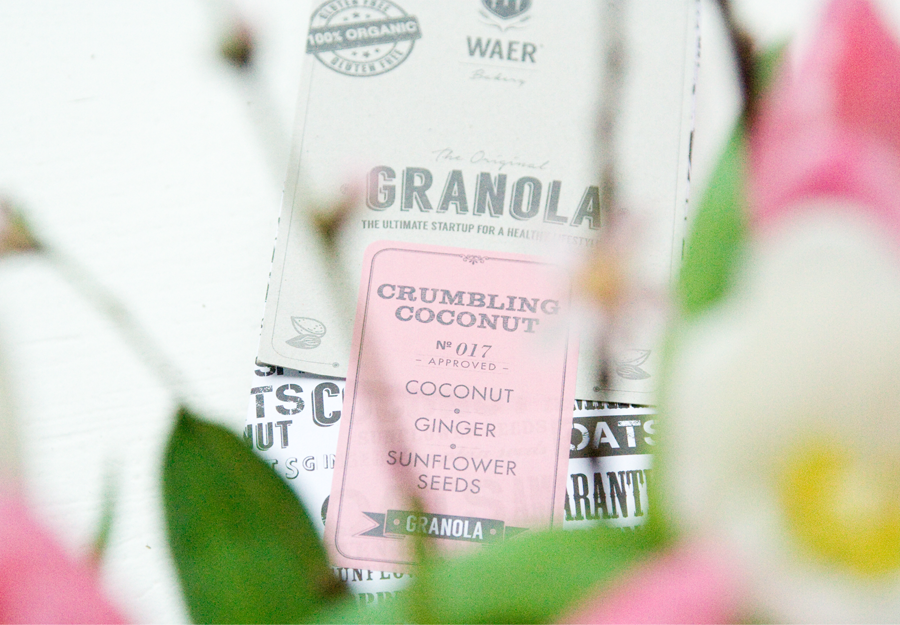 GLUTEN FREE
100% ORGANIC
GLUTEN FREE
WAER
Bakery
The Original
GRANOLA
THE ULTIMATE STARTUP FOR A HEALTHY LIFESTYLE
CRUMBLING
COCONUT
Nº 017
– APPROVED –
COCONUT
GINGER
SUNFLOWER
SEEDS
GRANOLA
OATS